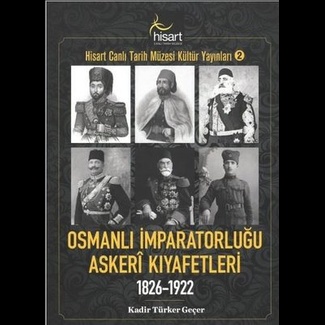 hisart
Hisart Canlı Tarih Müzesi Kültür Yayınları 2
OSMANLI İMPARATORLUĞU
ASKERÎ KIYAFETLERİ
1826-1922
Kadir Türker Geçer